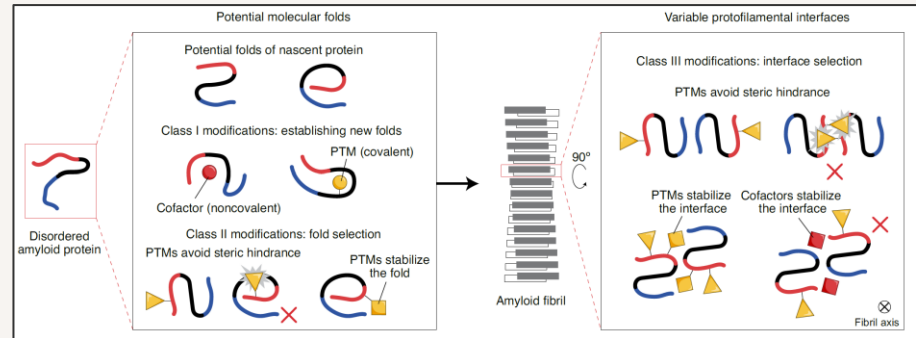 Potential molecular folds
Potential folds of nascent protein
Class I modifications: establishing new folds
PTM (covalent)
Cofactor (noncovalent)
Class II modifications: fold selection
PTMs avoid steric hindrance
PTMs stabilize
the fold
Disordered
amyloid protein
90°
Amyloid fibril
Variable protofilamental interfaces
Class III modifications: interface selection
PTMs avoid steric hindrance
PTMs stabilize
the interface
Cofactors stabilize
the interface
Fibril axis